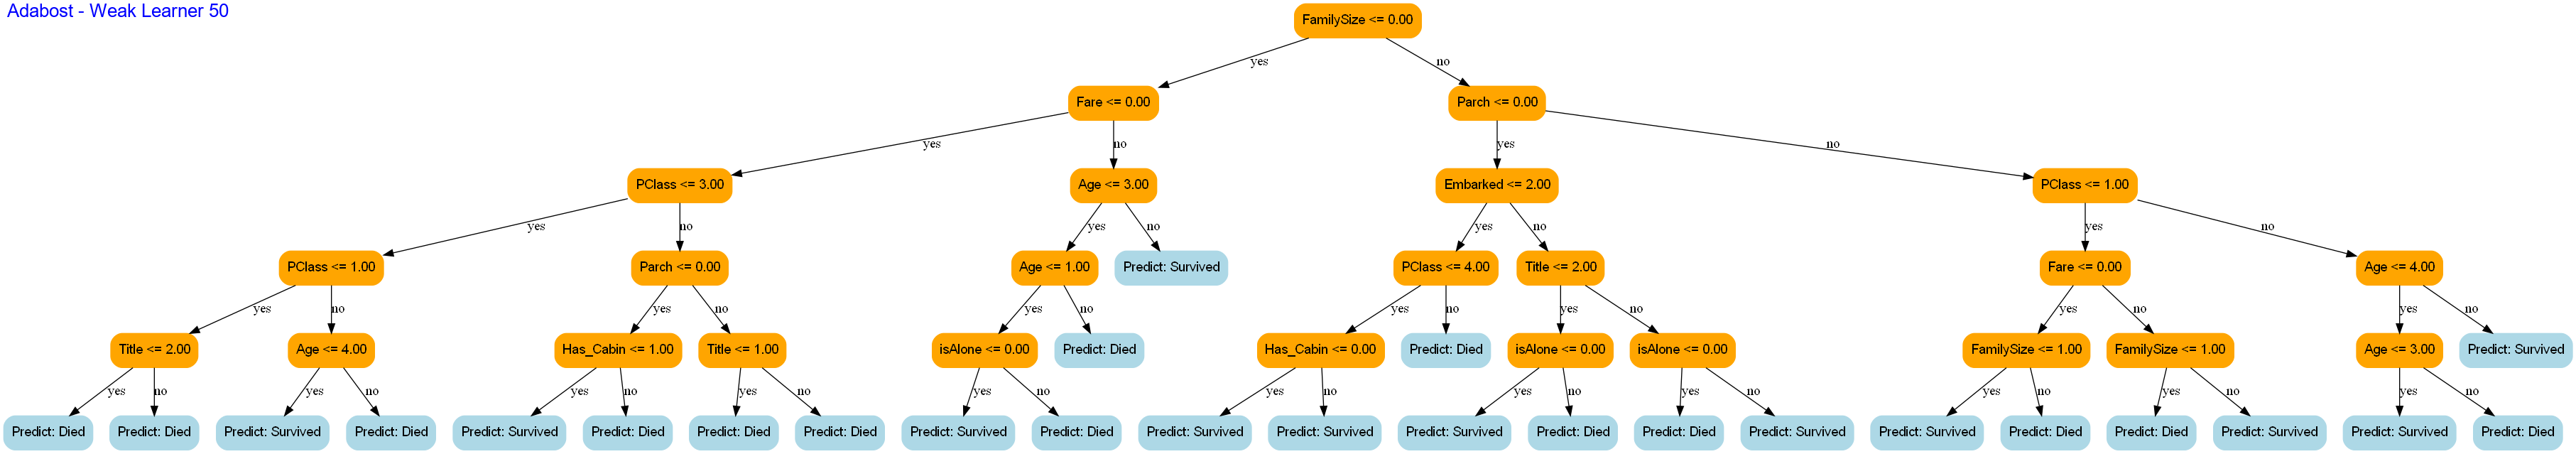 Adabost - Weak Learner 50
FamilySize <= 0.00
yes
no
Fare <= 0.00
Parch <= 0.00
yes
no
yes
no
PClass <= 3.00
Age <= 3.00
Embarked <= 2.00
PClass <= 1.00
yes
no
yes
no
yes
no
yes
no
PClass <= 1.00
Parch <= 0.00
Age <= 1.00
Predict: Survived
PClass <= 4.00
Title <= 2.00
Fare <= 0.00
Age <= 4.00
yes
no
yes
no
yes
no
yes
no
yes
no
yes
no
yes
no
Title <= 2.00
Age <= 4.00
Has_Cabin <= 1.00
Title <= 1.00
isAlone <= 0.00
Predict: Died
Has_Cabin <= 0.00
Predict: Died
isAlone <= 0.00
isAlone <= 0.00
FamilySize <= 1.00
FamilySize <= 1.00
Age <= 3.00
Predict: Survived
yes
no
yes
no
yes
no
yes
no
yes
no
yes
no
yes
no
yes
no
yes
no
yes
no
yes
no
Predict: Died
Predict: Died
Predict: Survived
Predict: Died
Predict: Survived
Predict: Died
Predict: Died
Predict: Died
Predict: Survived
Predict: Died
Predict: Survived
Predict: Survived
Predict: Survived
Predict: Died
Predict: Died
Predict: Survived
Predict: Survived
Predict: Died
Predict: Died
Predict: Survived
Predict: Survived
Predict: Died